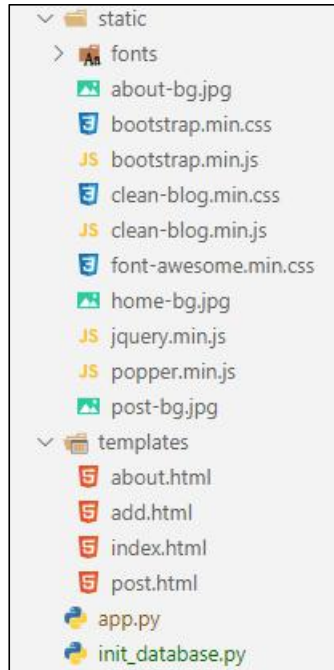 static
fonts
about-bg.jpg
bootstrap.min.css
JS bootstrap.min.js
clean-blog.min.css
JS clean-blog.min.js
font-awesome.min.css
home-bg.jpg
JS jquery.min.js
JS popper.min.js
post-bg.jpg
templates
about.html
add.html
index.html
post.html
app.py
init_database.py